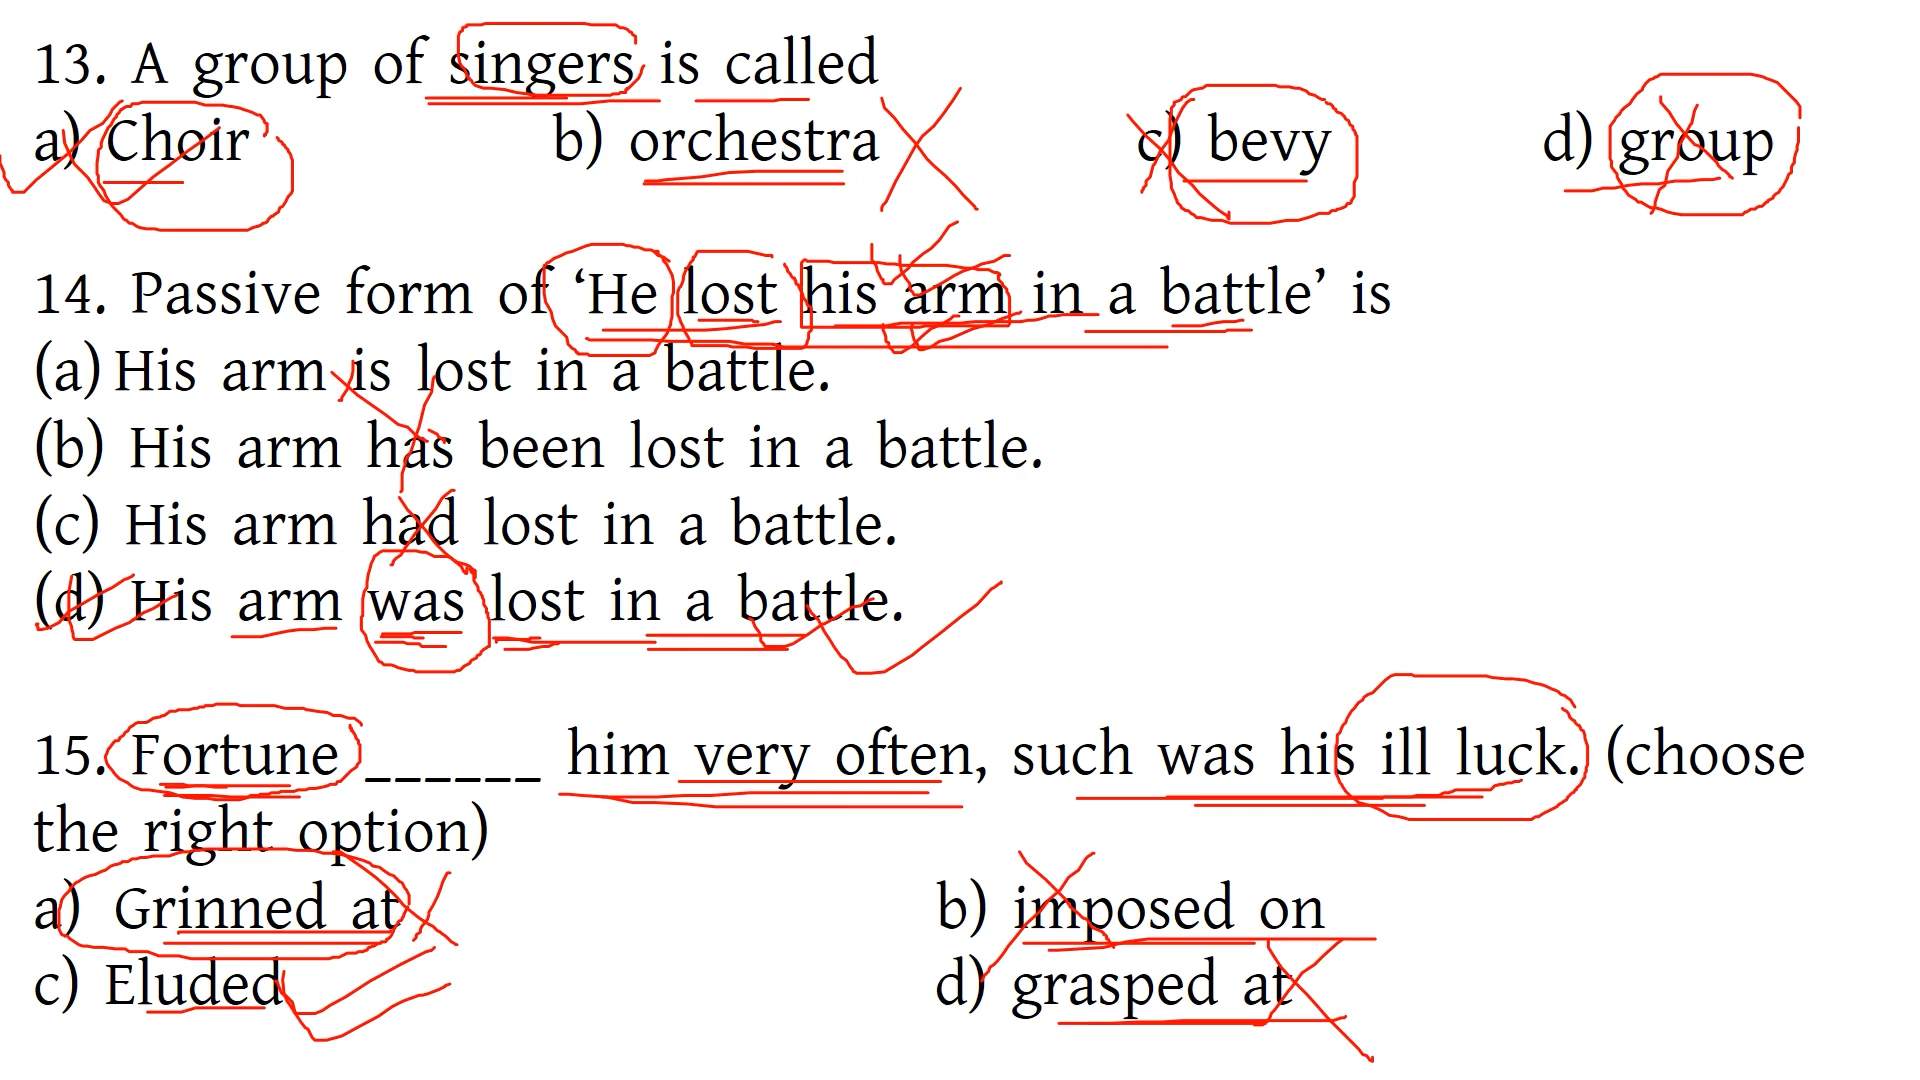 13. A group of singers is called
a) Choir b) orchestra c) bevy d) group
14. Passive form of ‘He lost his arm in a battle’ is
(a) His arm is lost in a battle.
(b) His arm has been lost in a battle.
(c) His arm had lost in a battle.
(d) His arm was lost in a battle.
15. Fortune ______ him very often, such was his ill luck. (choose
the right option)
a) Grinned at b) imposed on
c) Eluded d) grasped at